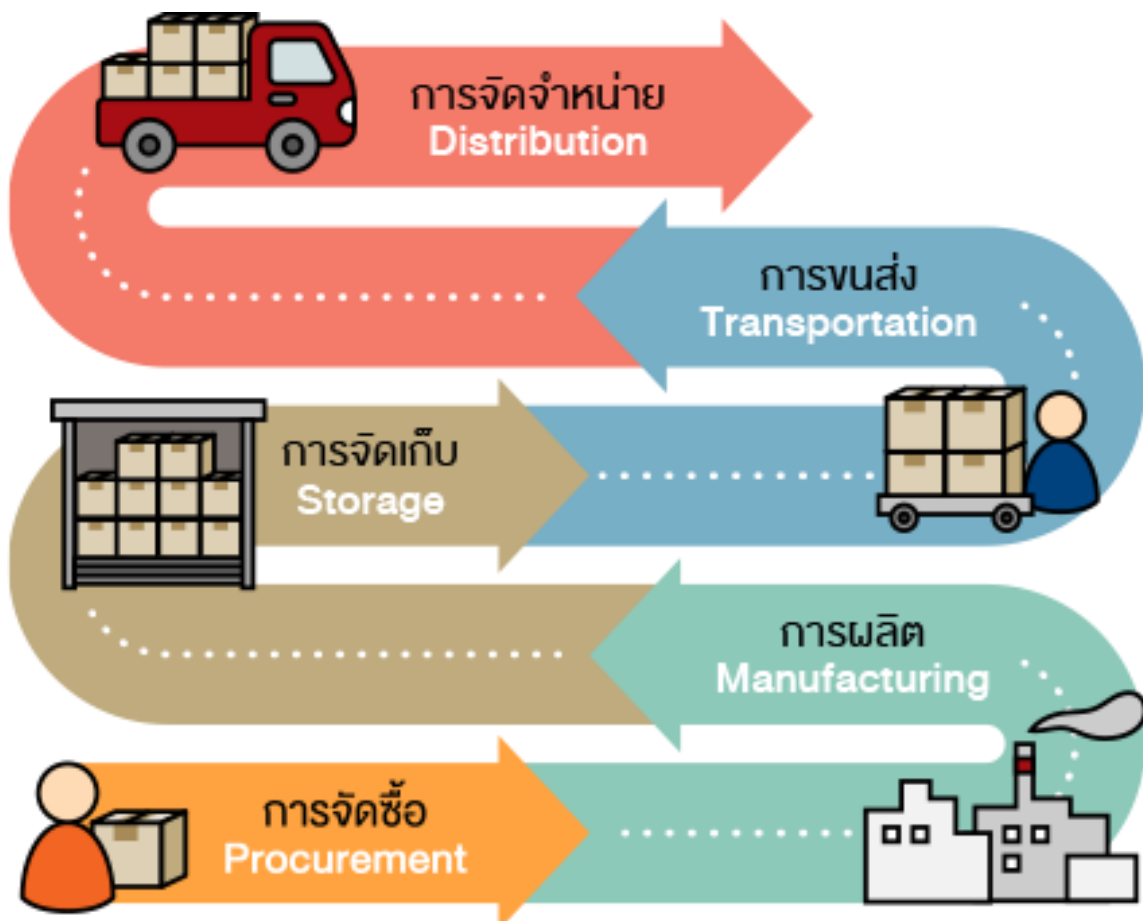 การจัดจำหน่าย
Distribution
การขนส่ง
Transportation
การจัดเก็บ
Storage
การผลิต
Manufacturing
การจัดซื้อ
Procurement